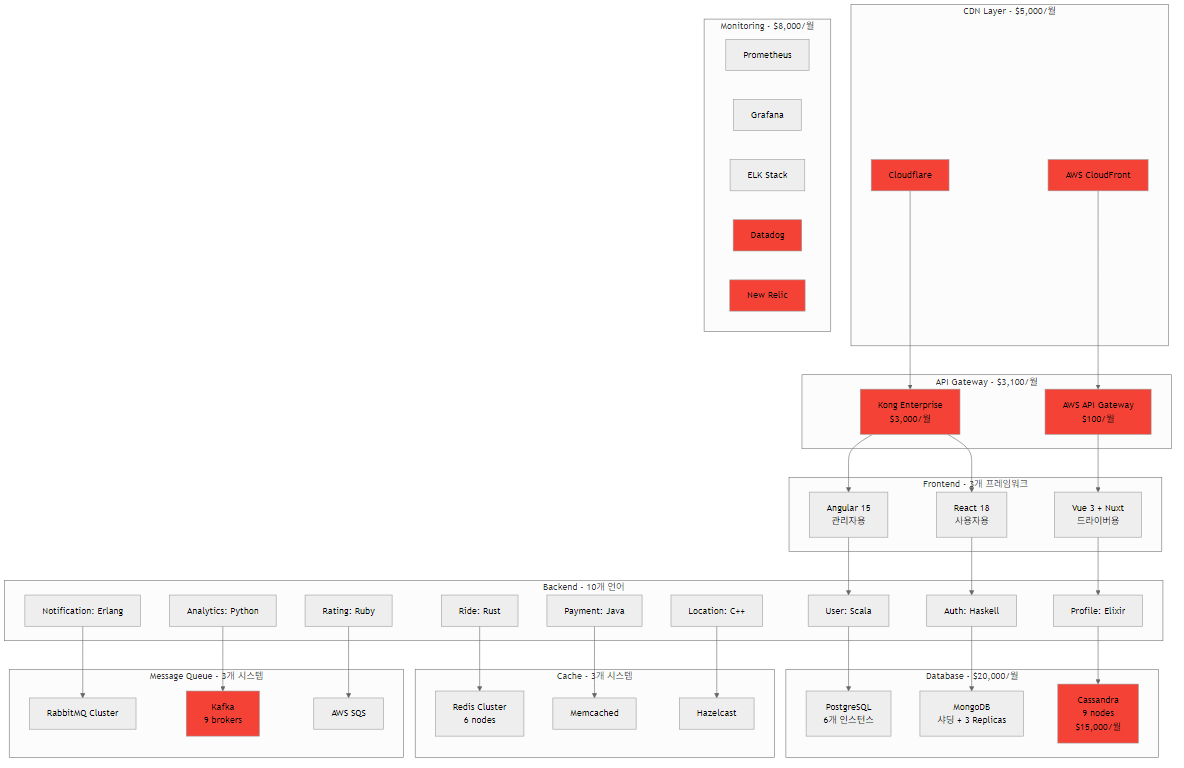 CDN Layer - $5,000/월
Cloudflare
AWS CloudFront
Monitoring - $8,000/월
Prometheus
Grafana
ELK Stack
Datadog
New Relic
API Gateway - $3,100/월
Kong Enterprise
$3,000/월
AWS API Gateway
$100/월
Frontend - 3개 프레임워크
Angular 15
관리자용
React 18
사용자용
Vue 3 + Nuxt
드라이버용
Backend - 10개 언어
Notification: Erlang
Analytics: Python
Rating: Ruby
Ride: Rust
Payment: Java
Location: C++
User: Scala
Auth: Haskell
Profile: Elixir
Message Queue - 3개 시스템
RabbitMQ Cluster
Kafka
9 brokers
AWS SQS
Cache - 3개 시스템
Redis Cluster
6 nodes
Memcached
Hazelcast
Database - $20,000/월
PostgreSQL
6개 인스턴스
MongoDB
샤딩 + 3 Replicas
Cassandra
9 nodes
$15,000/월